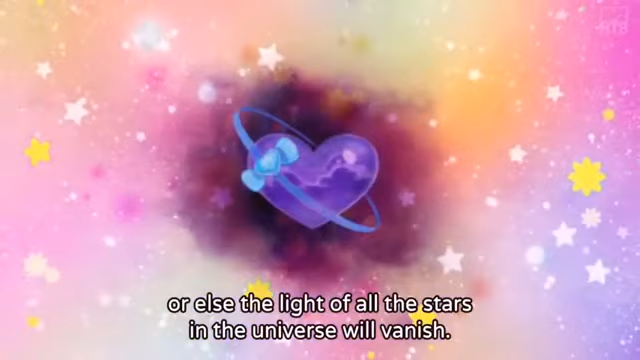 or else the light of all the stars
in the universe will vanish.